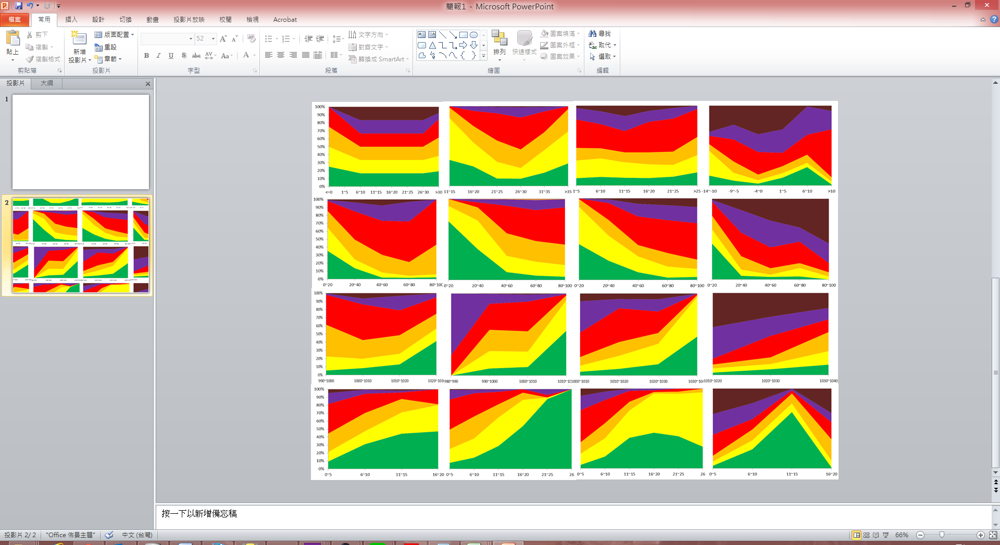 簡報1 - Microsoft PowerPoint
檔案 常用 插入 設計 切換 動畫 投影片放映 校閱 檢視 Acrobat
貼上 剪下 複製 複製格式
剪貼簿
新增投影片 版面配置 重設 章節
投影片
52
B I U S abc AV Aa A
字型
文字方向 對齊文字 轉換成 SmartArt
段落
排列 快速樣式 圖案填滿 圖案外框 圖案效果
繪圖
尋找 取代 選取
編輯
投影片 大綱
1
2
100% 90% 80% 70% 60% 50% 40% 30% 20% 10% 0%
<=0 1~5 6~10 11~15 16~20 21~25 26~30 >30
11~15 16~20 21~25 26~30 31~35 >35
1~5 6~10 11~15 16~20 21~25 >25
-14~-10 -9~-5 -4~0 1~5 6~10 >10
100% 90% 80% 70% 60% 50% 40% 30% 20% 10% 0%
0~20 20~40 40~60 60~80 80~100
0~20 20~40 40~60 60~80 80~100
0~20 20~40 40~60 60~80 80~100
0~20 20~40 40~60 60~80 80~100
100% 90% 80% 70% 60% 50% 40% 30% 20% 10% 0%
990~1000 1000~1010 1010~1020
980~990 990~1000 1000~1010
1010~1020 1020~1030
1010~1020 1020~1030 1030~1040
100% 90% 80% 70% 60% 50% 40% 30% 20% 10% 0%
0~5 6~10 11~15 16~20
0~5 6~10 11~15 16~20 21~25 26
0~5 6~10 11~15 16~20 21~25 26
0~5 6~10 11~15 16~20
按一下以新增備忘稿
投影片 2/ 2 "Office 佈景主題" 中文 (台灣) 66%